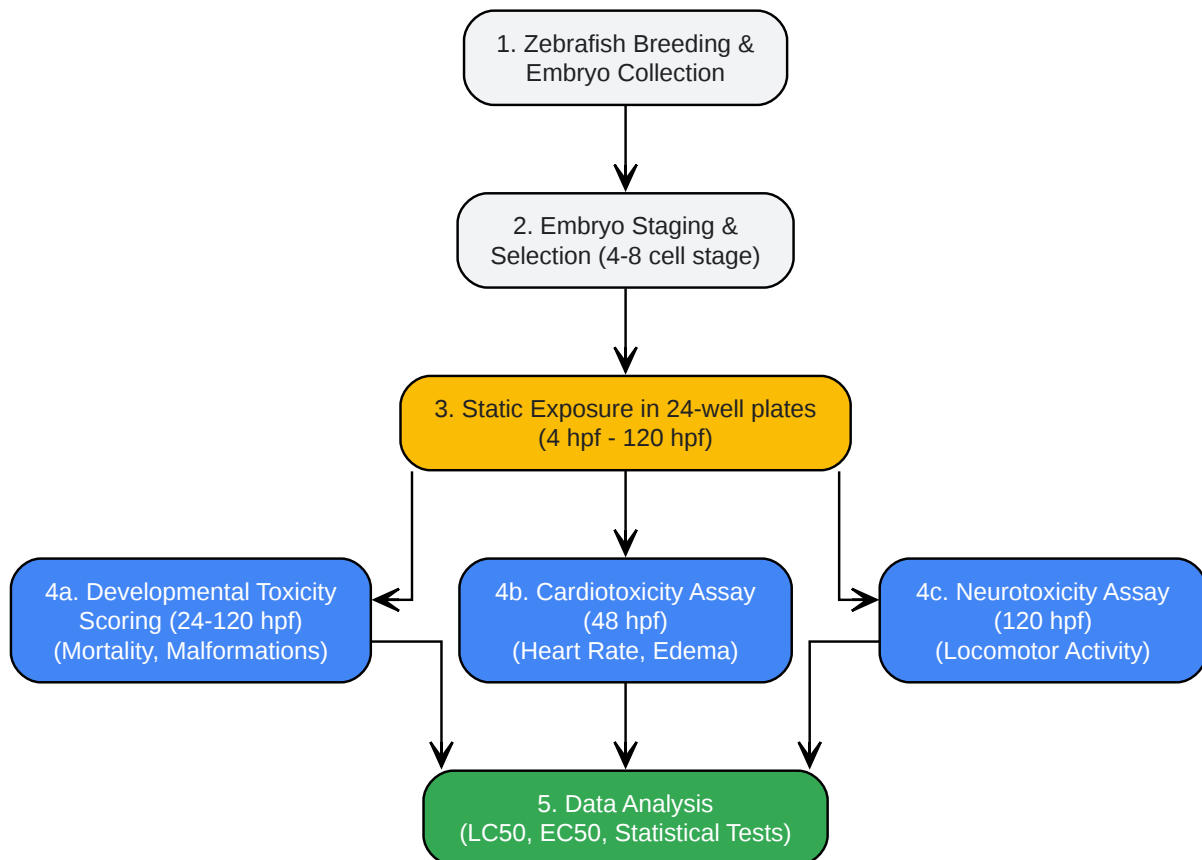 1. Zebrafish Breeding &
Embryo Collection
2. Embryo Staging &
Selection (4-8 cell stage)
3. Static Exposure in 24-well plates
(4 hpf - 120 hpf)
4a. Developmental Toxicity
Scoring (24-120 hpf)
(Mortality, Malformations)
4b. Cardiotoxicity Assay
(48 hpf)
(Heart Rate, Edema)
4c. Neurotoxicity Assay
(120 hpf)
(Locomotor Activity)
5. Data Analysis
(LC50, EC50, Statistical Tests)